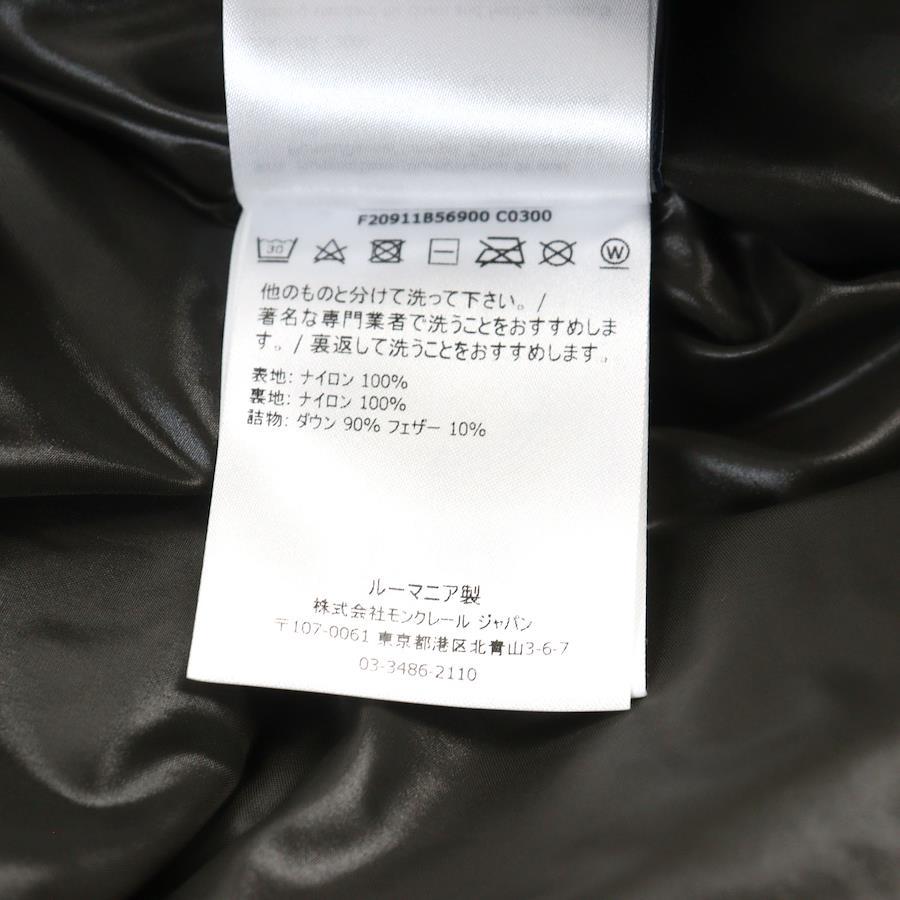 F20911B56900 C0300
30
W
他のものと分けて洗って下さい。/
著名な専門業者で洗うことをおすすめしま
す。/ 裏返して洗うことをおすすめします。
表地: ナイロン 100%
裏地: ナイロン 100%
詰物: ダウン 90% フェザー 10%
ルーマニア製
株式会社モンクレール ジャパン
〒107-0061 東京都港区北青山3-6-7
03-3486-2110